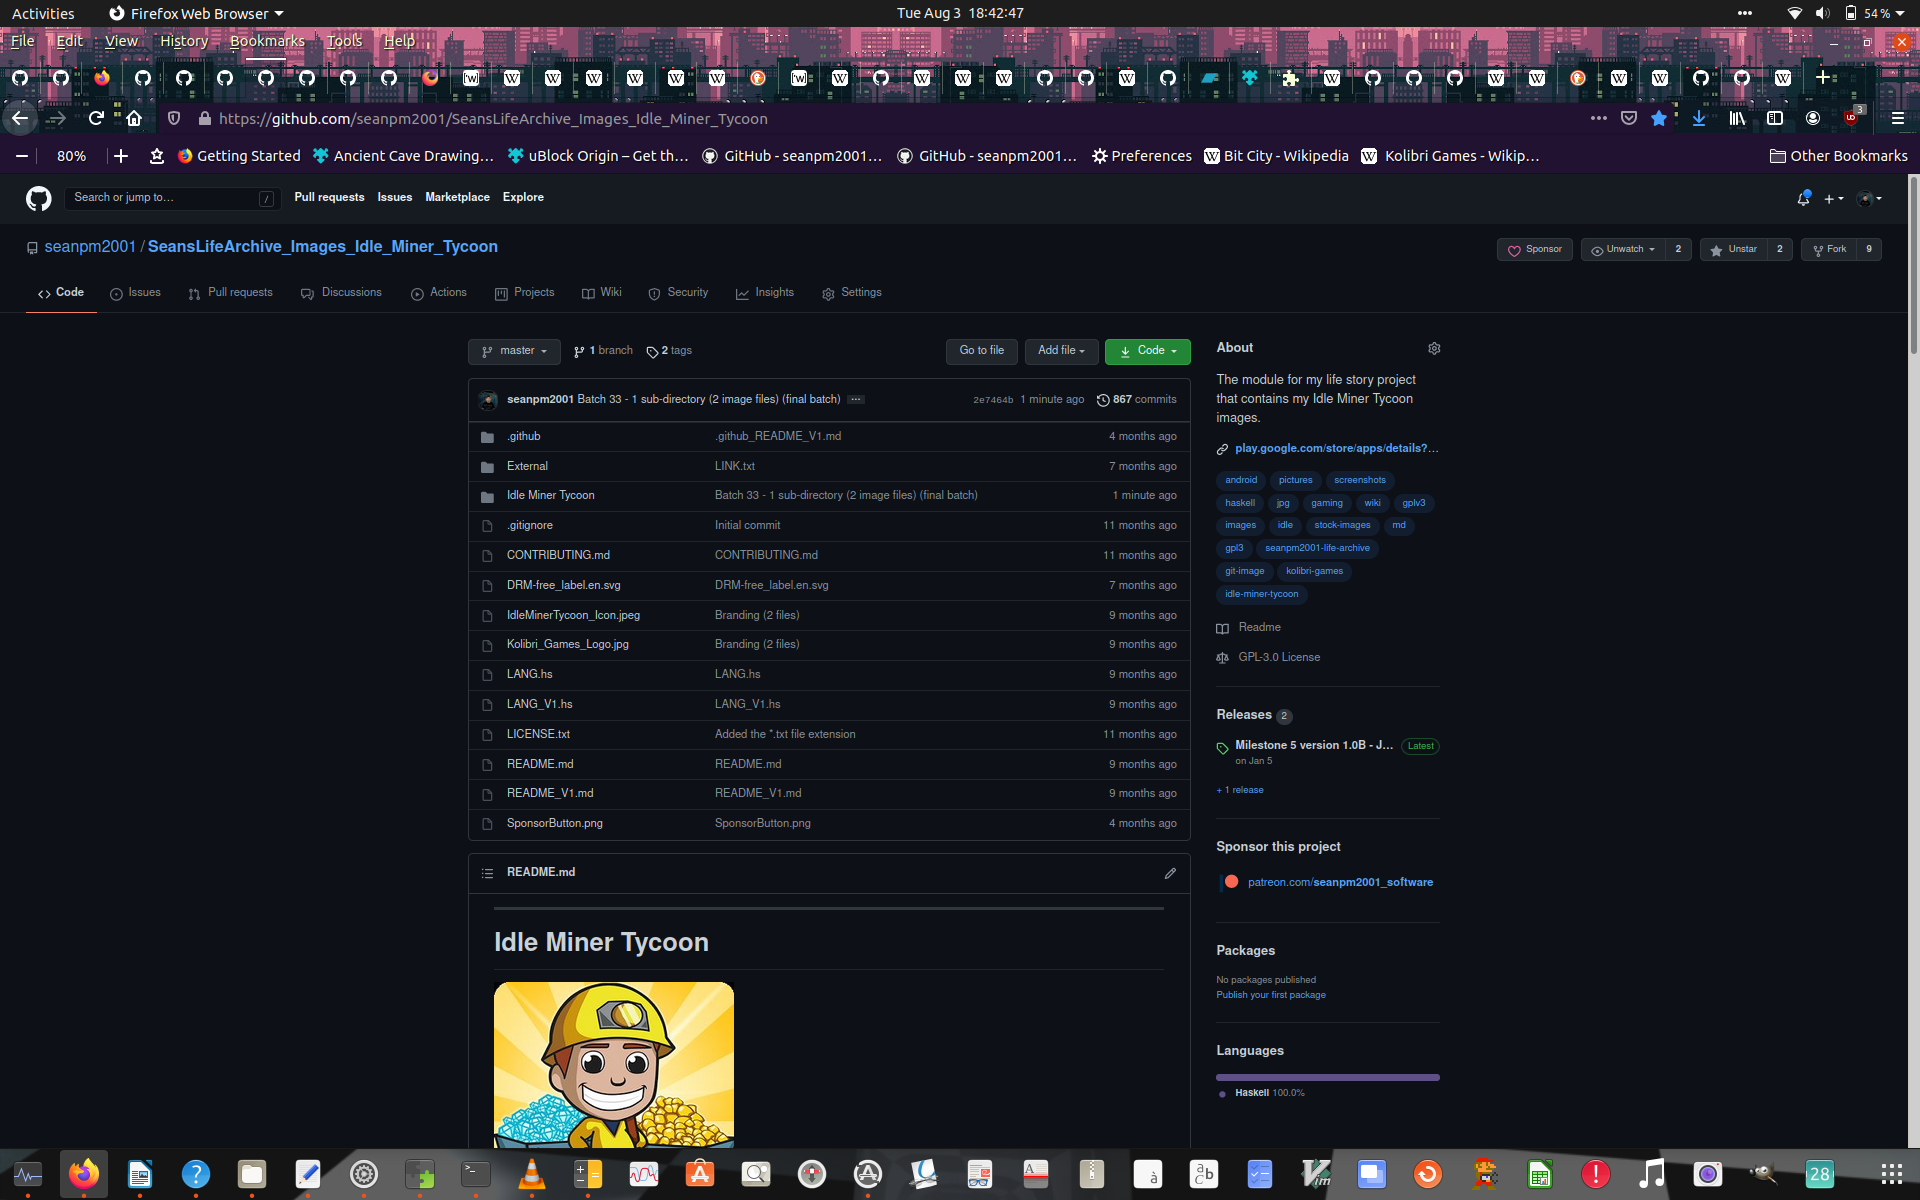 Activities Firefox Web Browser Tue Aug 3 18:42:47 54 %
File Edit View History Bookmarks Tools Help
https://github.com/seanpm2001/SeansLifeArchive_Images_Idle_Miner_Tycoon 3
80% Getting Started Ancient Cave Drawing… uBlock Origin – Get th… GitHub - seanpm2001… GitHub - seanpm2001… Preferences Bit City - Wikipedia Kolibri Games - Wikip… Other Bookmarks
Search or jump to… / Pull requests Issues Marketplace Explore
seanpm2001 / SeansLifeArchive_Images_Idle_Miner_Tycoon Sponsor Unwatch 2 Unstar 2 Fork 9
Code Issues Pull requests Discussions Actions Projects Wiki Security Insights Settings
master 1 branch 2 tags Go to file Add file Code
seanpm2001 Batch 33 - 1 sub-directory (2 image files) (final batch) ... 2e7464b 1 minute ago 867 commits
.github .github_README_V1.md 4 months ago
External LINK.txt 7 months ago
Idle Miner Tycoon Batch 33 - 1 sub-directory (2 image files) (final batch) 1 minute ago
.gitignore Initial commit 11 months ago
CONTRIBUTING.md CONTRIBUTING.md 11 months ago
DRM-free_label.en.svg DRM-free_label.en.svg 7 months ago
IdleMinerTycoon_Icon.jpeg Branding (2 files) 9 months ago
Kolibri_Games_Logo.jpg Branding (2 files) 9 months ago
LANG.hs LANG.hs 9 months ago
LANG_V1.hs LANG_V1.hs 9 months ago
LICENSE.txt Added the *.txt file extension 11 months ago
README.md README.md 9 months ago
README_V1.md README_V1.md 9 months ago
SponsorButton.png SponsorButton.png 4 months ago
README.md
Idle Miner Tycoon
About
The module for my life story project
that contains my Idle Miner Tycoon
images.
play.google.com/store/apps/details?…
android pictures screenshots
haskell jpg gaming wiki gplv3
images idle stock-images md
gpl3 seanpm2001-life-archive
git-image kolibri-games
idle-miner-tycoon
Readme
GPL-3.0 License
Releases 2
Milestone 5 version 1.0B - J… Latest
on Jan 5
+ 1 release
Sponsor this project
patreon.com/seanpm2001_software
Packages
No packages published
Publish your first package
Languages
Haskell 100.0%
28